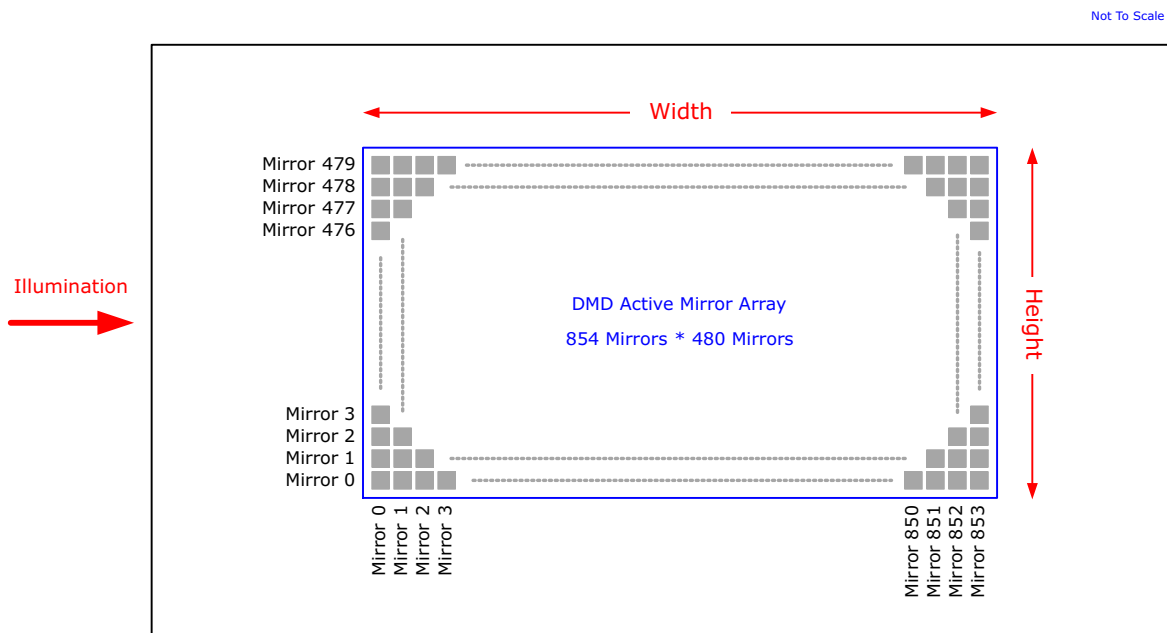 Not To Scale
Width
Mirror 479
Mirror 478
Mirror 477
Mirror 476
Illumination
DMD Active Mirror Array
854 Mirrors * 480 Mirrors
Height
Mirror 3
Mirror 2
Mirror 1
Mirror 0
Mirror 0
Mirror 1
Mirror 2
Mirror 3
Mirror 850
Mirror 851
Mirror 852
Mirror 853